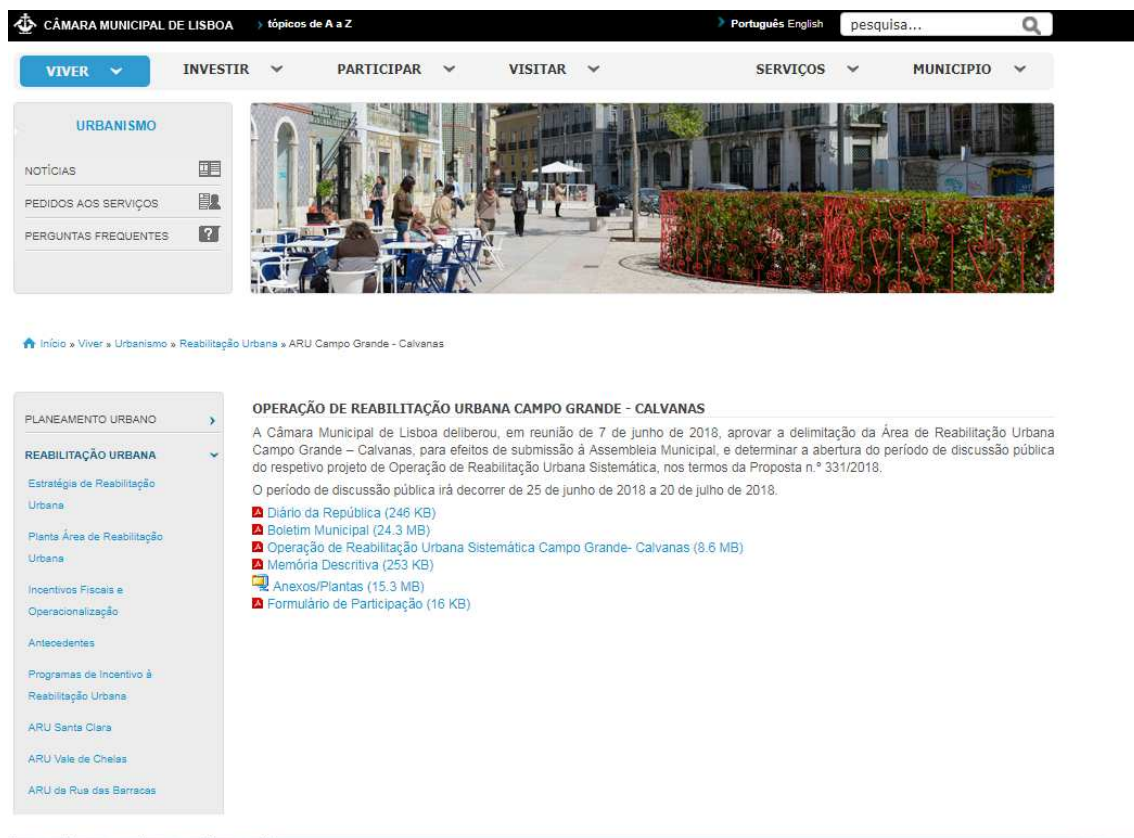 CÂMARA MUNICIPAL DE LISBOA
tópicos de A a Z
Português English
pesquisa...
VIVER
INVESTIR
PARTICIPAR
VISITAR
SERVIÇOS
MUNICIPIO
URBANISMO
NOTÍCIAS
PEDIDOS AOS SERVIÇOS
PERGUNTAS FREQUENTES
Início » Viver » Urbanismo » Reabilitação Urbana » ARU Campo Grande - Calvanas
PLANEAMENTO URBANO
REABILITAÇÃO URBANA
Estratégia de Reabilitação
Urbana
Planta Área de Reabilitação
Urbana
Incentivos Fiscais e
Operacionalização
Antecedentes
Programas de Incentivo à
Reabilitação Urbana
ARU Santa Clara
ARU Vale de Chelas
ARU da Rua das Barracas
OPERAÇÃO DE REABILITAÇÃO URBANA CAMPO GRANDE - CALVANAS
A Câmara Municipal de Lisboa deliberou, em reunião de 7 de junho de 2018, aprovar a delimitação da Área de Reabilitação Urbana
Campo Grande – Calvanas, para efeitos de submissão à Assembleia Municipal, e determinar a abertura do período de discussão pública
do respetivo projeto de Operação de Reabilitação Urbana Sistemática, nos termos da Proposta n.º 331/2018.
O período de discussão pública irá decorrer de 25 de junho de 2018 a 20 de julho de 2018.
Diário da República (246 KB)
Boletim Municipal (24.3 MB)
Operação de Reabilitação Urbana Sistemática Campo Grande- Calvanas (8.6 MB)
Memória Descritiva (253 KB)
Anexos/Plantas (15.3 MB)
Formulário de Participação (16 KB)